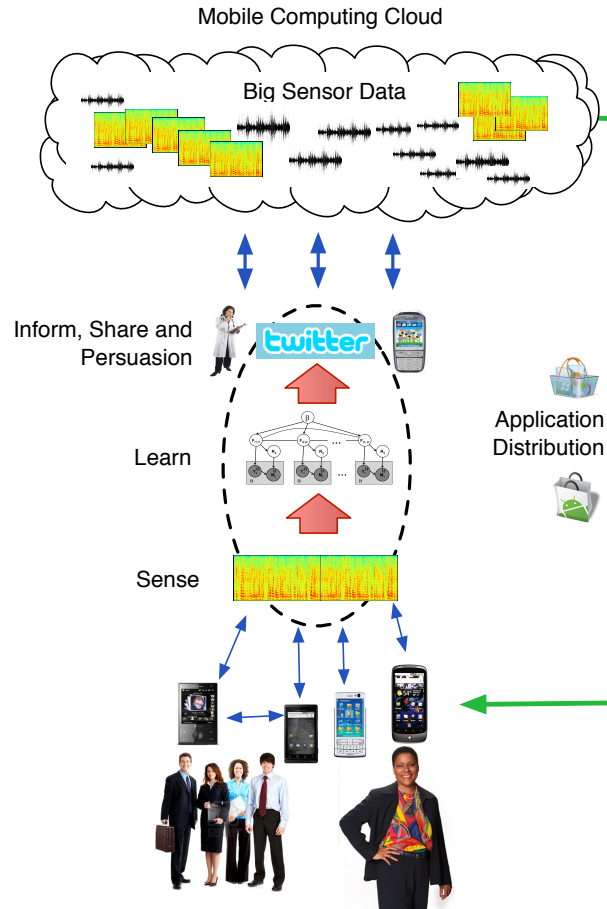 Mobile Computing Cloud
Big Sensor Data
Inform, Share and
Persuasion
twitter
Application
Distribution
Learn
β
...
...
Sense